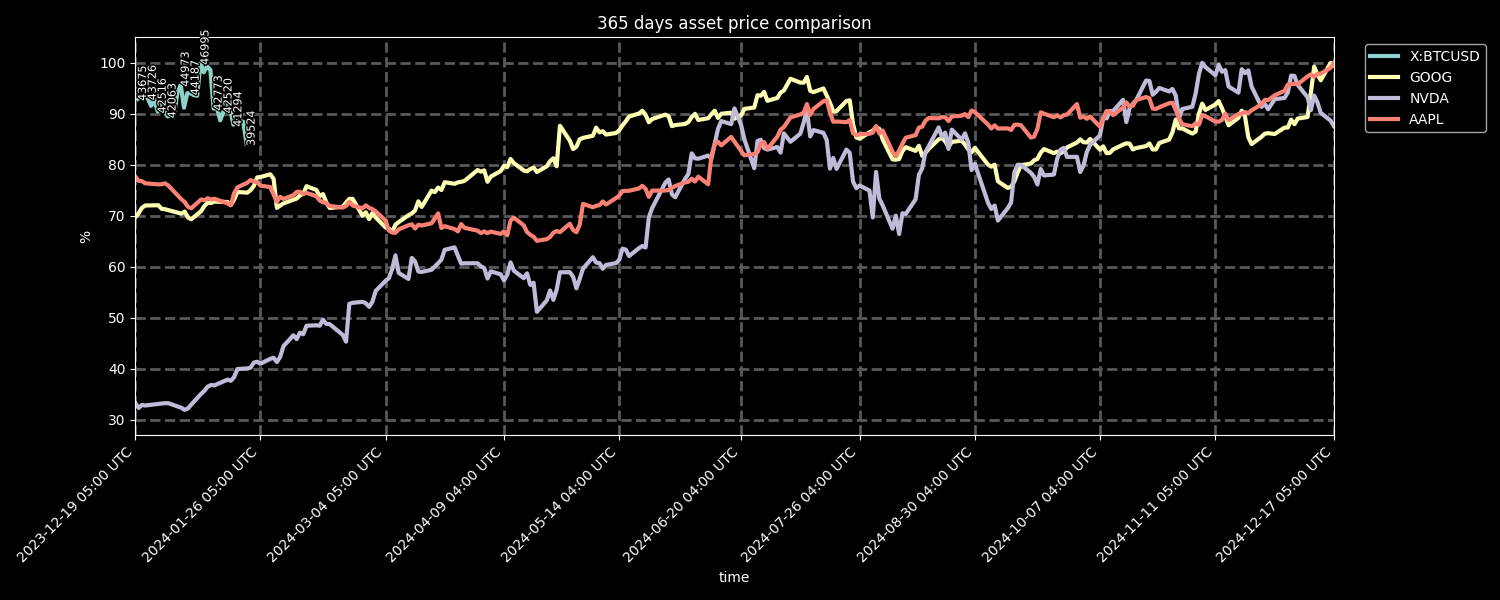 365 days asset price comparison
X:BTCUSD
GOOG
NVDA
AAPL
43675
43726
42516
42063
44973
44187
46995
42773
42520
41294
39524
100
90
80
70
60
50
40
30
%
2023-12-19 05:00 UTC
2024-01-26 05:00 UTC
2024-03-04 05:00 UTC
2024-04-09 04:00 UTC
2024-05-14 04:00 UTC
2024-06-20 04:00 UTC
2024-07-26 04:00 UTC
2024-08-30 04:00 UTC
2024-10-07 04:00 UTC
2024-11-11 05:00 UTC
2024-12-17 05:00 UTC
time